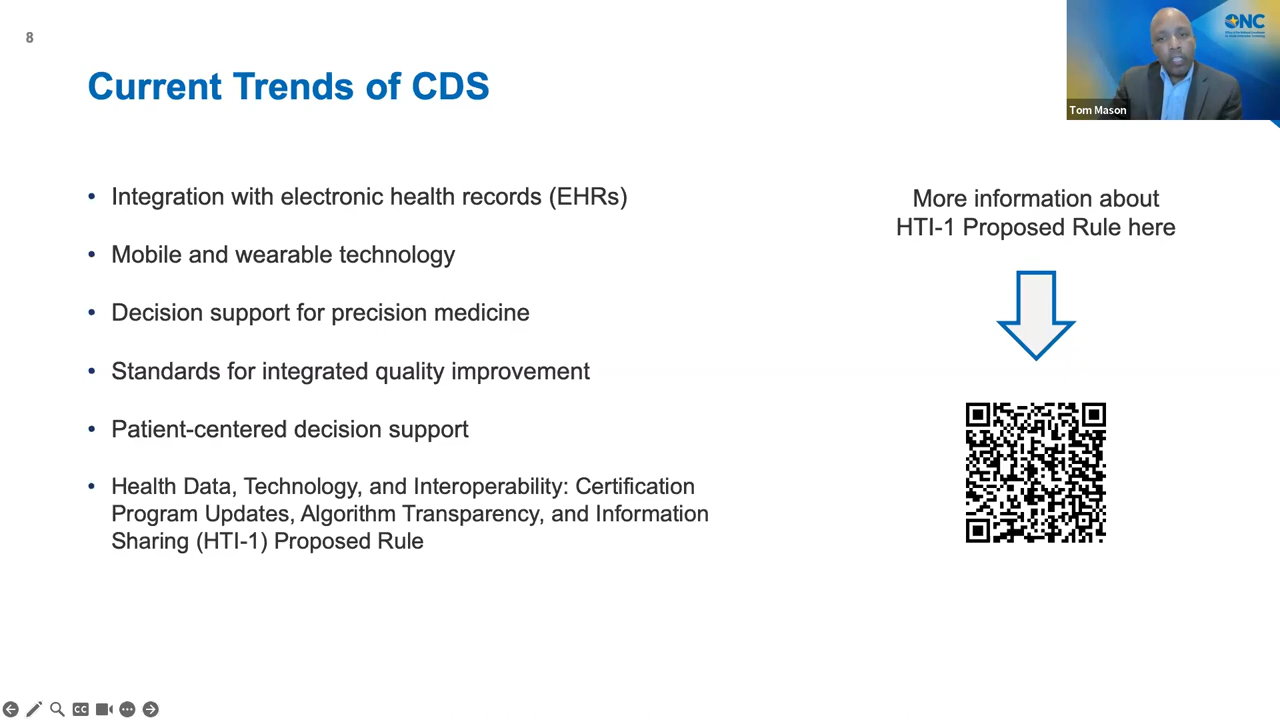 8
Current Trends of CDS
ONC
Tom Mason
• Integration with electronic health records (EHRs)
• Mobile and wearable technology
• Decision support for precision medicine
• Standards for integrated quality improvement
• Patient-centered decision support
• Health Data, Technology, and Interoperability: Certification
Program Updates, Algorithm Transparency, and Information
Sharing (HTI-1) Proposed Rule
More information about
HTI-1 Proposed Rule here
CC